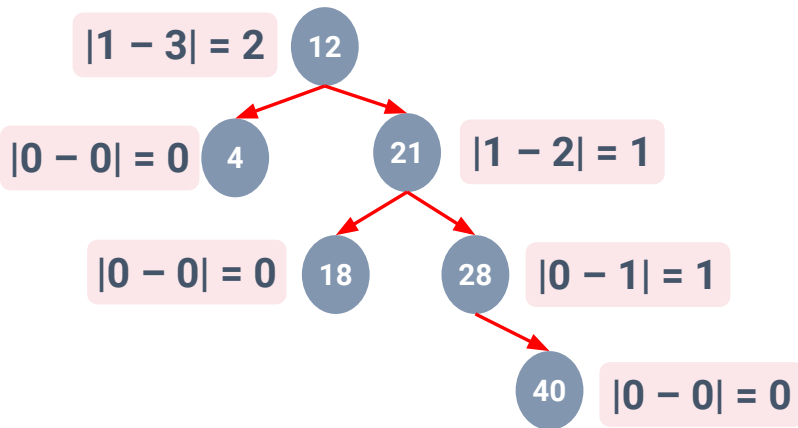 |1 – 3| = 2
12
|0 – 0| = 0
4
21
|1 – 2| = 1
|0 – 0| = 0
18
28
|0 – 1| = 1
40
|0 – 0| = 0